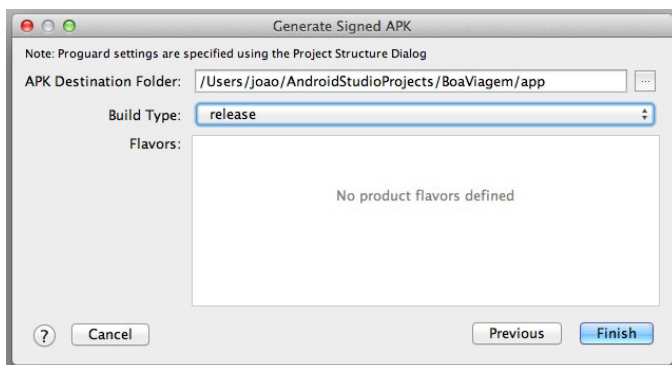 Generate Signed APK
Note: Proguard settings are specified using the Project Structure Dialog
APK Destination Folder: /Users/joao/AndroidStudioProjects/BoaViagem/app ...
Build Type: release
Flavors:
No product flavors defined
? Cancel Previous Finish